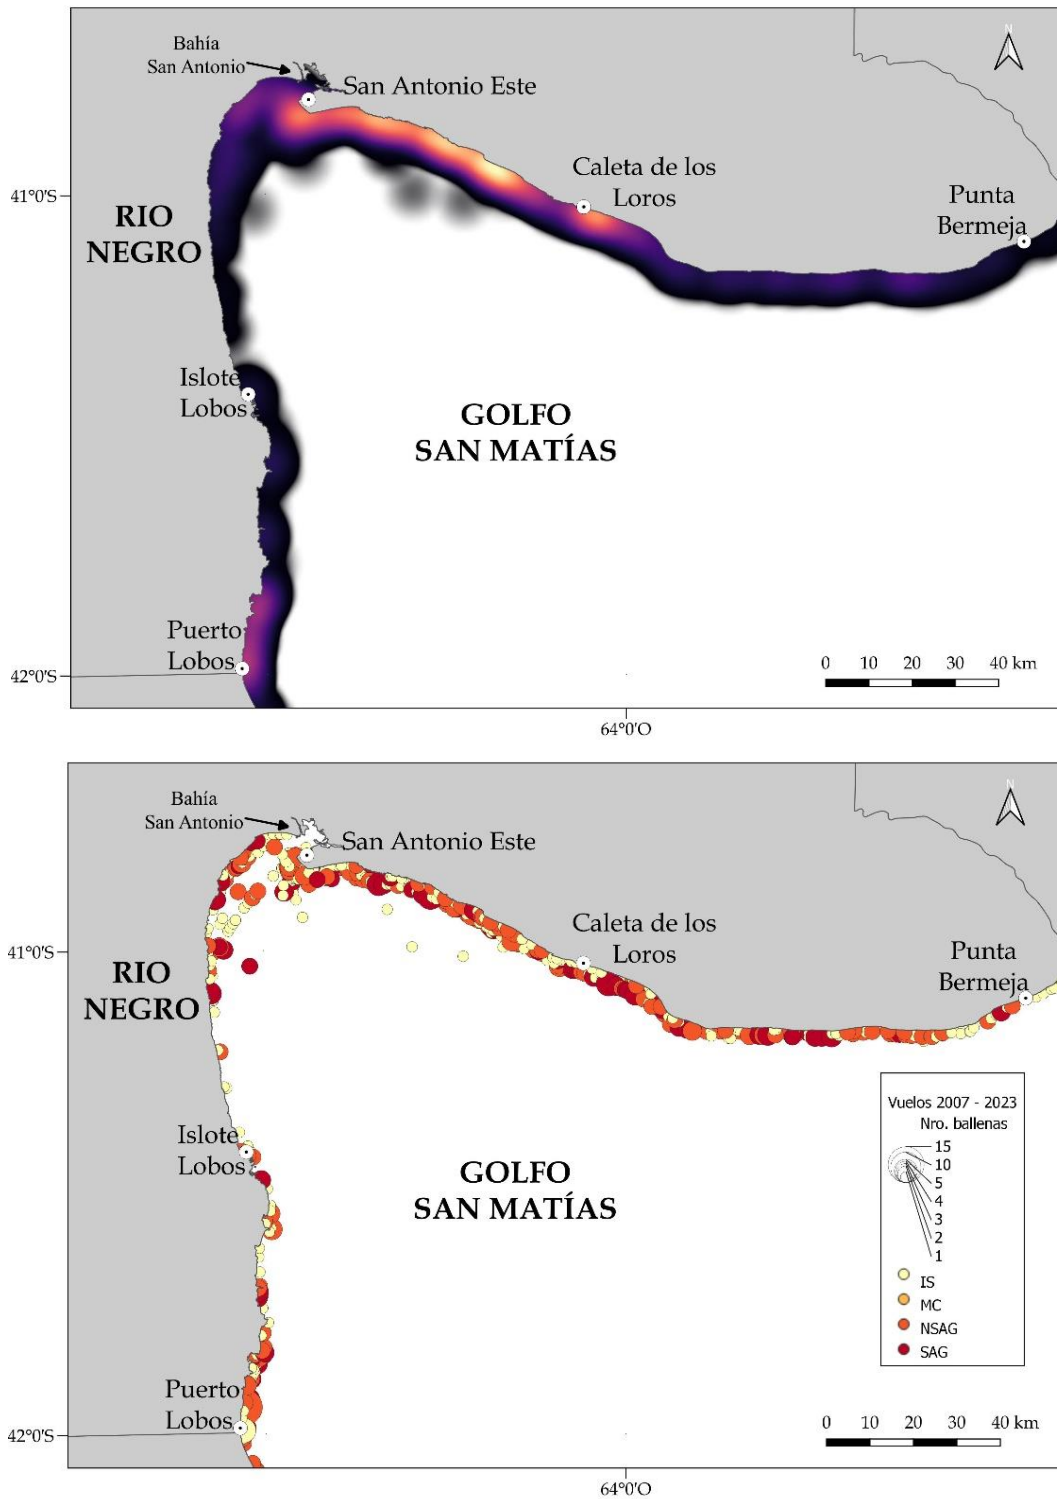 N
Bahía
San Antonio
San Antonio Este
Caleta de los
Loros
Punta
Bermeja
41°0'S
RIO
NEGRO
Islote
Lobos
GOLFO
SAN MATÍAS
Puerto
Lobos
0 10 20 30 40 km
42°0'S
64°0'O
N
Bahía
San Antonio
San Antonio Este
Caleta de los
Loros
Punta
Bermeja
41°0'S
RIO
NEGRO
Vuelos 2007 - 2023
Nro. ballenas
15
10
5
4
3
2
1
IS
MC
NSAG
SAG
Islote
Lobos
GOLFO
SAN MATÍAS
Puerto
Lobos
0 10 20 30 40 km
42°0'S
64°0'O